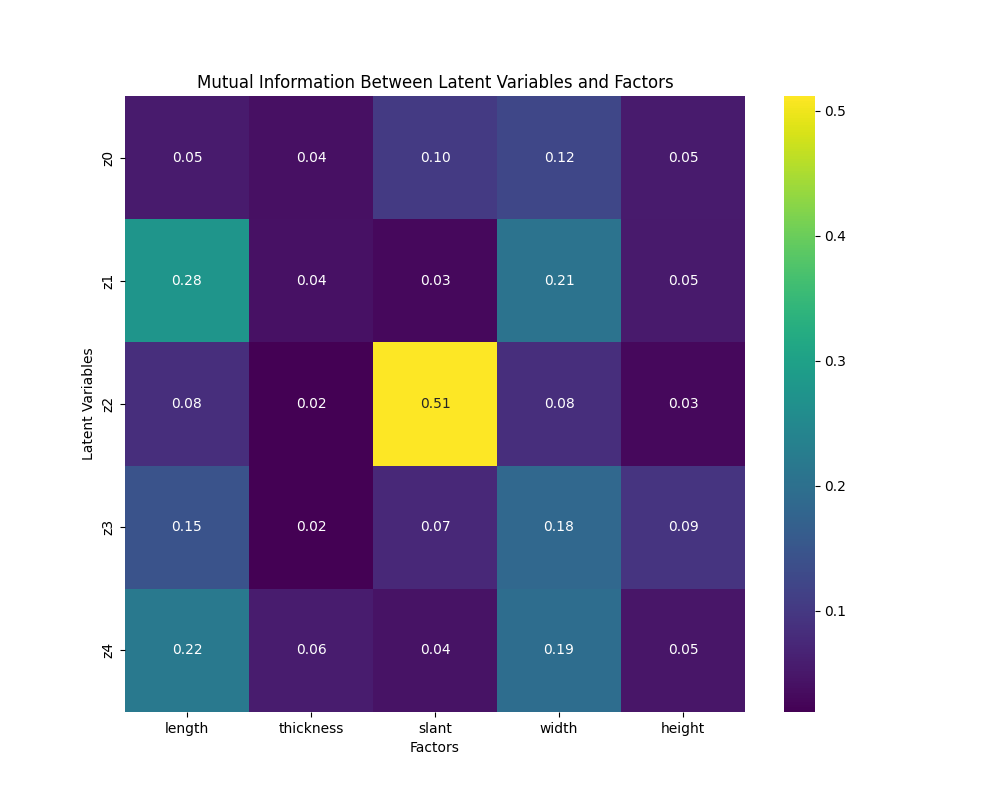 Mutual Information Between Latent Variables and Factors
z0 0.05 0.04 0.10 0.12 0.05
z1 0.28 0.04 0.03 0.21 0.05
z2 0.08 0.02 0.51 0.08 0.03
z3 0.15 0.02 0.07 0.18 0.09
z4 0.22 0.06 0.04 0.19 0.05
length thickness slant width height
Factors
Latent Variables
0.5
0.4
0.3
0.2
0.1